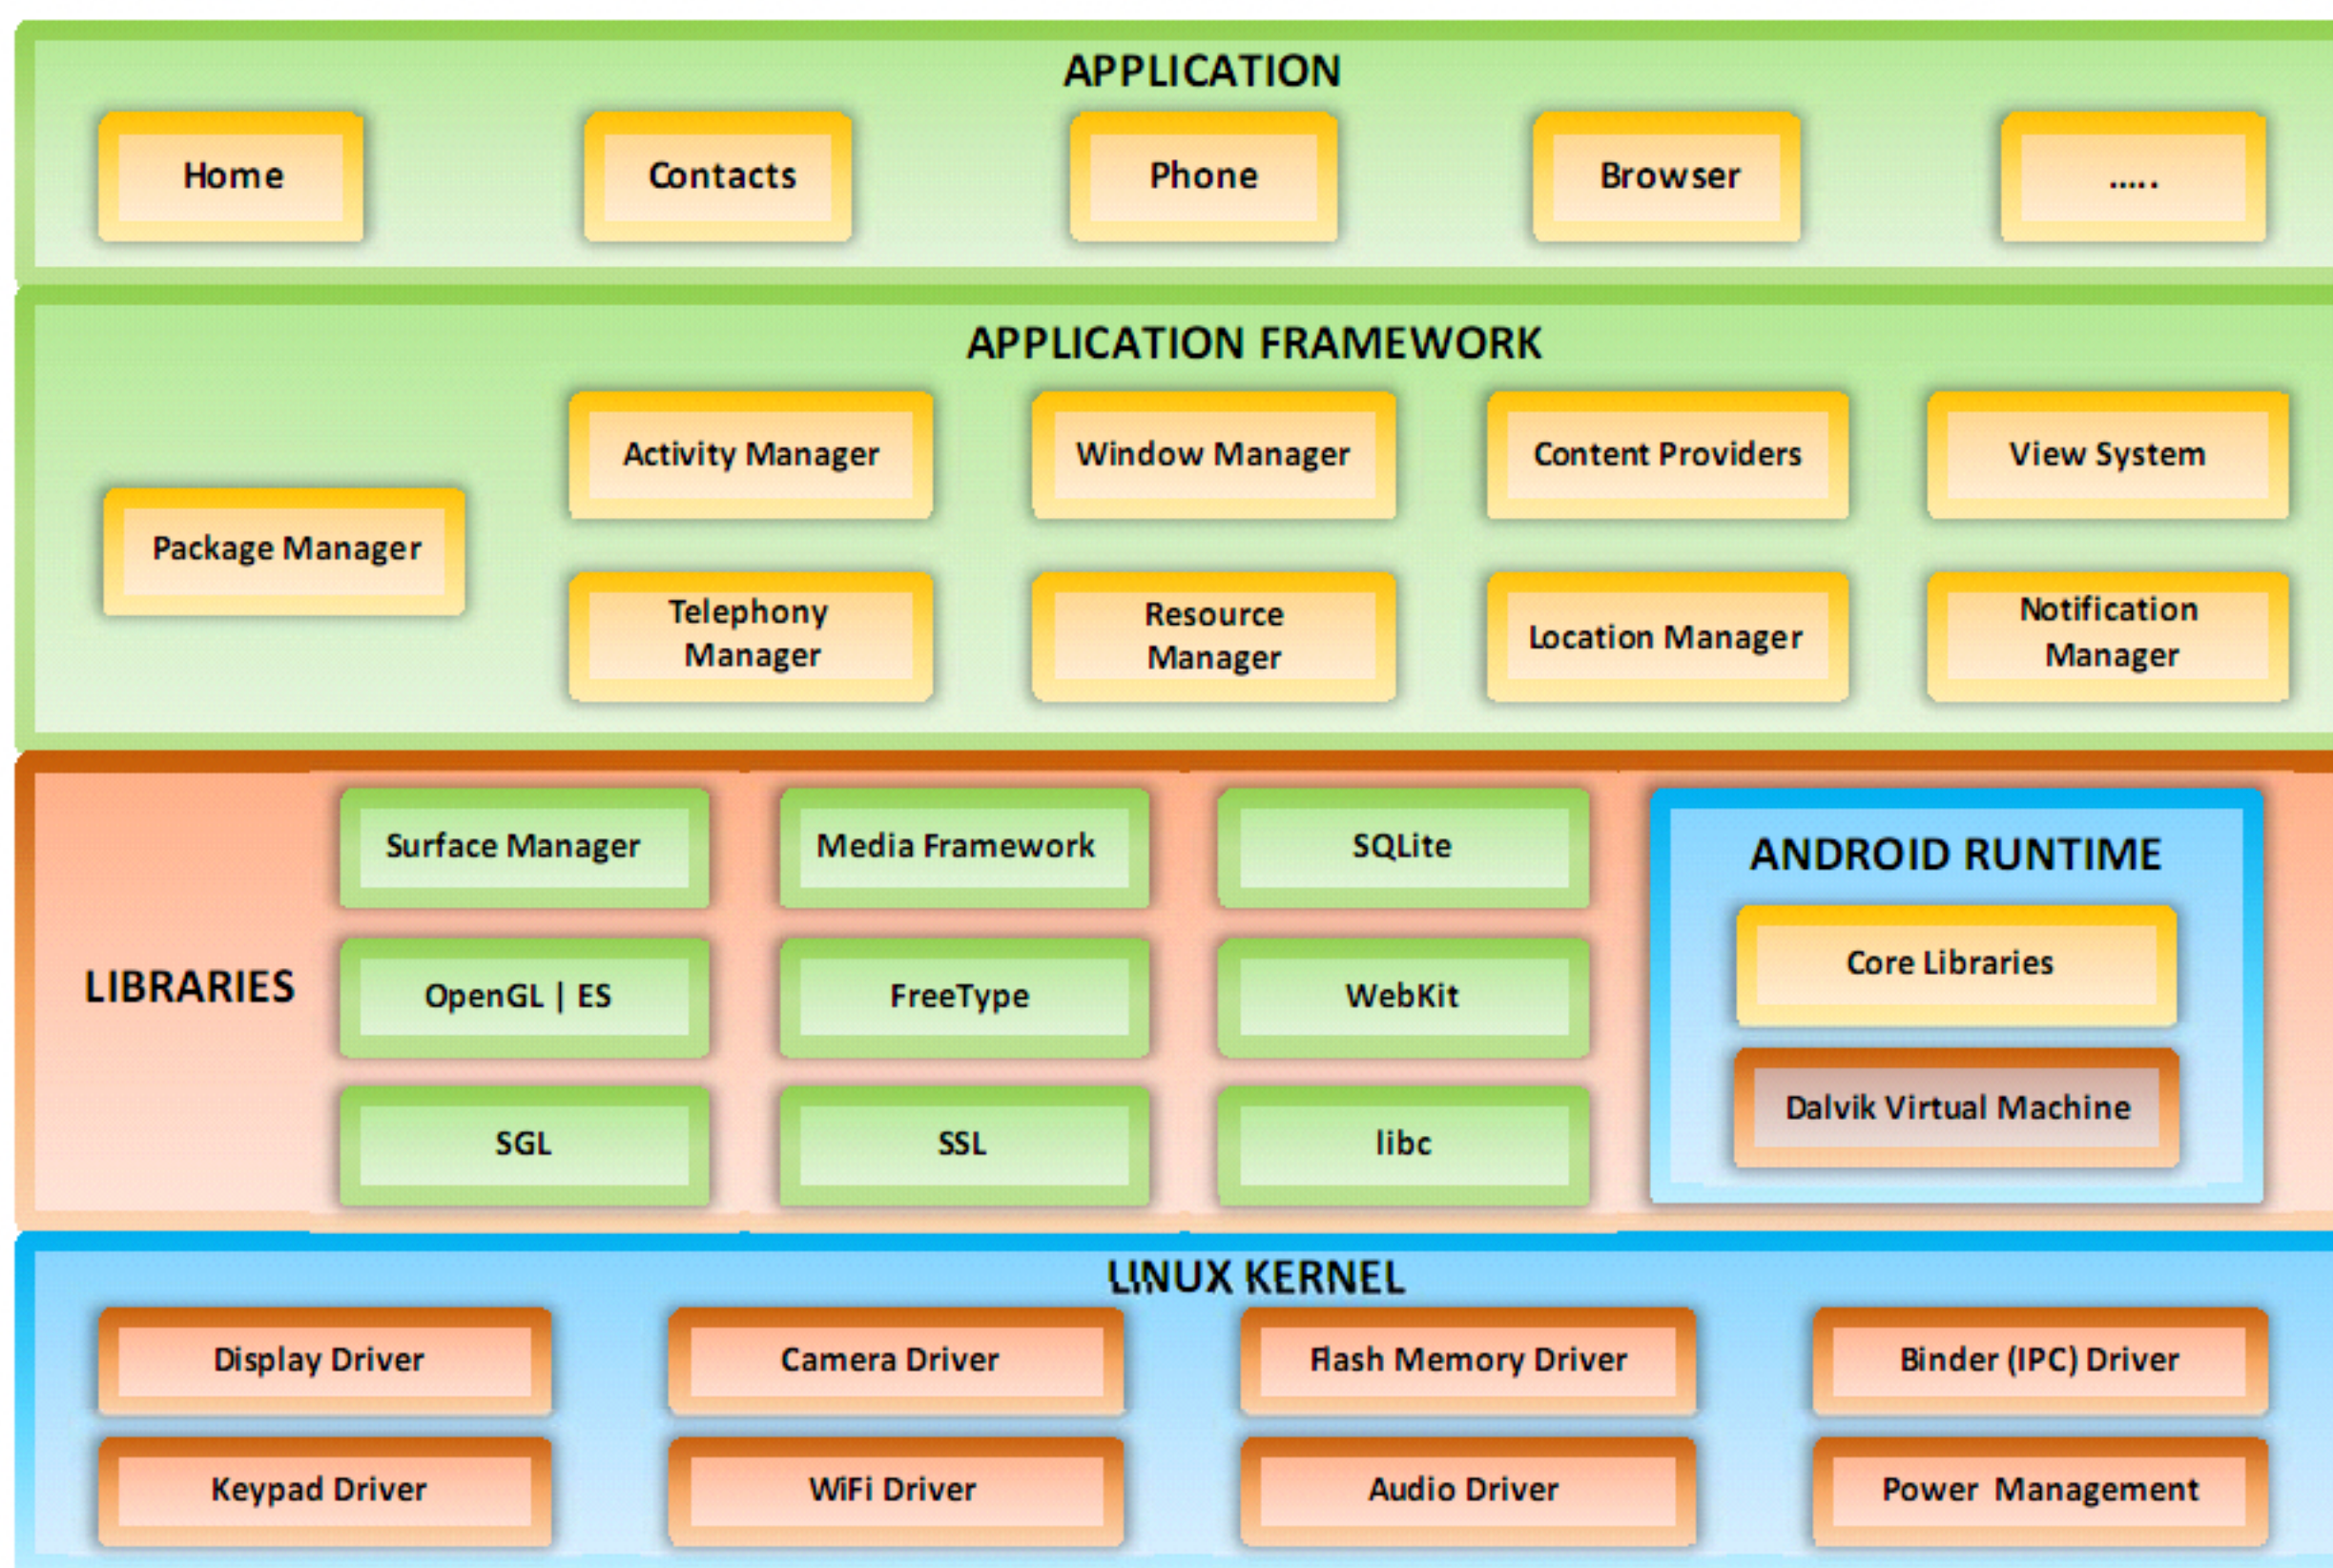 APPLICATION
Home
Contacts
Phone
Browser
.....
APPLICATION FRAMEWORK
Package Manager
Activity Manager
Window Manager
Content Providers
View System
Telephony
Manager
Resource
Manager
Location Manager
Notification
Manager
LIBRARIES
Surface Manager
Media Framework
SQLite
OpenGL | ES
FreeType
WebKit
SGL
SSL
libc
ANDROID RUNTIME
Core Libraries
Dalvik Virtual Machine
LINUX KERNEL
Display Driver
Camera Driver
Flash Memory Driver
Binder (IPC) Driver
Keypad Driver
WiFi Driver
Audio Driver
Power Management